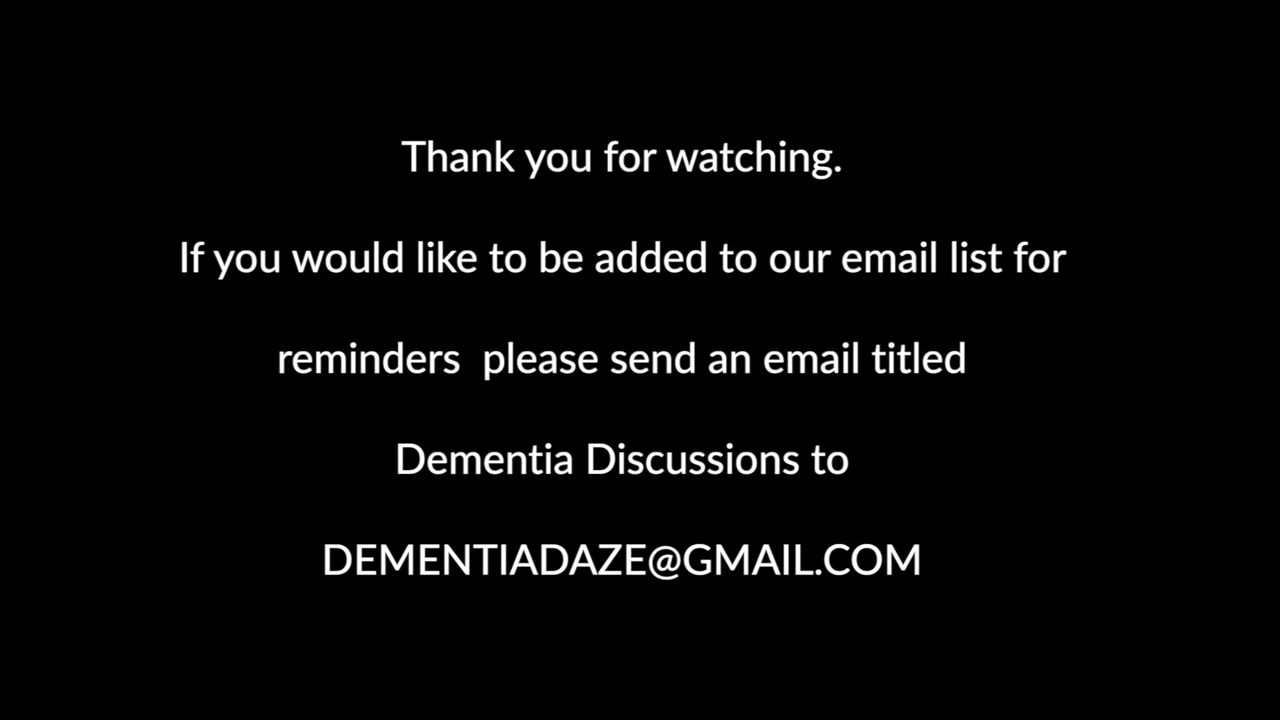 Thank you for watching.
If you would like to be added to our email list for
reminders  please send an email titled
Dementia Discussions to
DEMENTIADAZE@GMAIL.COM